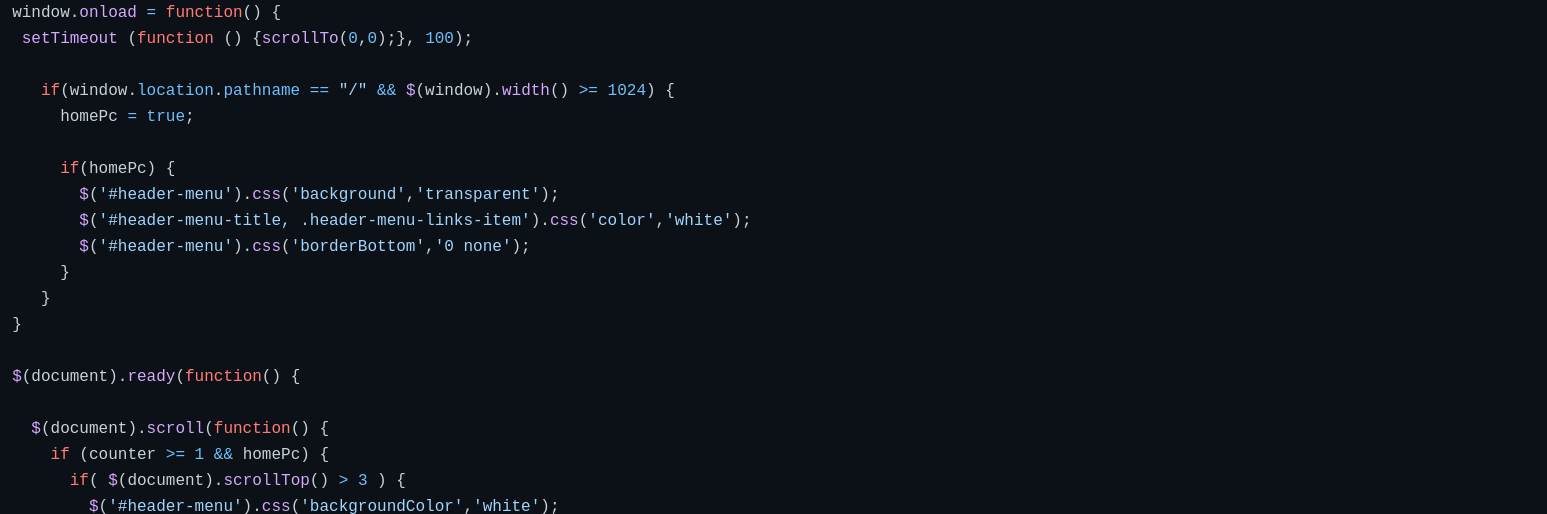 window.onload = function() {
 setTimeout (function () {scrollTo(0,0);}, 100);
   if(window.location.pathname == "/" && $(window).width() >= 1024) {
     homePc = true;
     if(homePc) {
       $('#header-menu').css('background','transparent');
       $('#header-menu-title, .header-menu-links-item').css('color','white');
       $('#header-menu').css('borderBottom','0 none');
     }
   }
}
$(document).ready(function() {
  $(document).scroll(function() {
    if (counter >= 1 && homePc) {
      if( $(document).scrollTop() > 3 ) {
        $('#header-menu').css('backgroundColor','white');